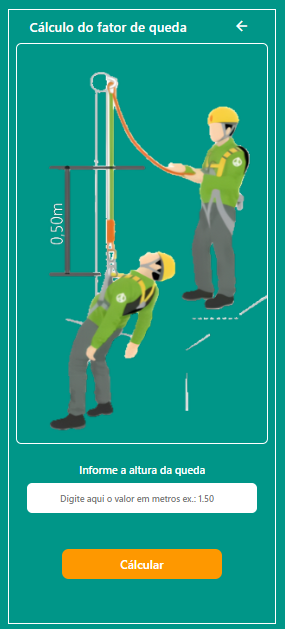 Cálculo do fator de queda
0,50m
Informe a altura da queda
Digite aqui o valor em metros ex.: 1.50
Cálcular